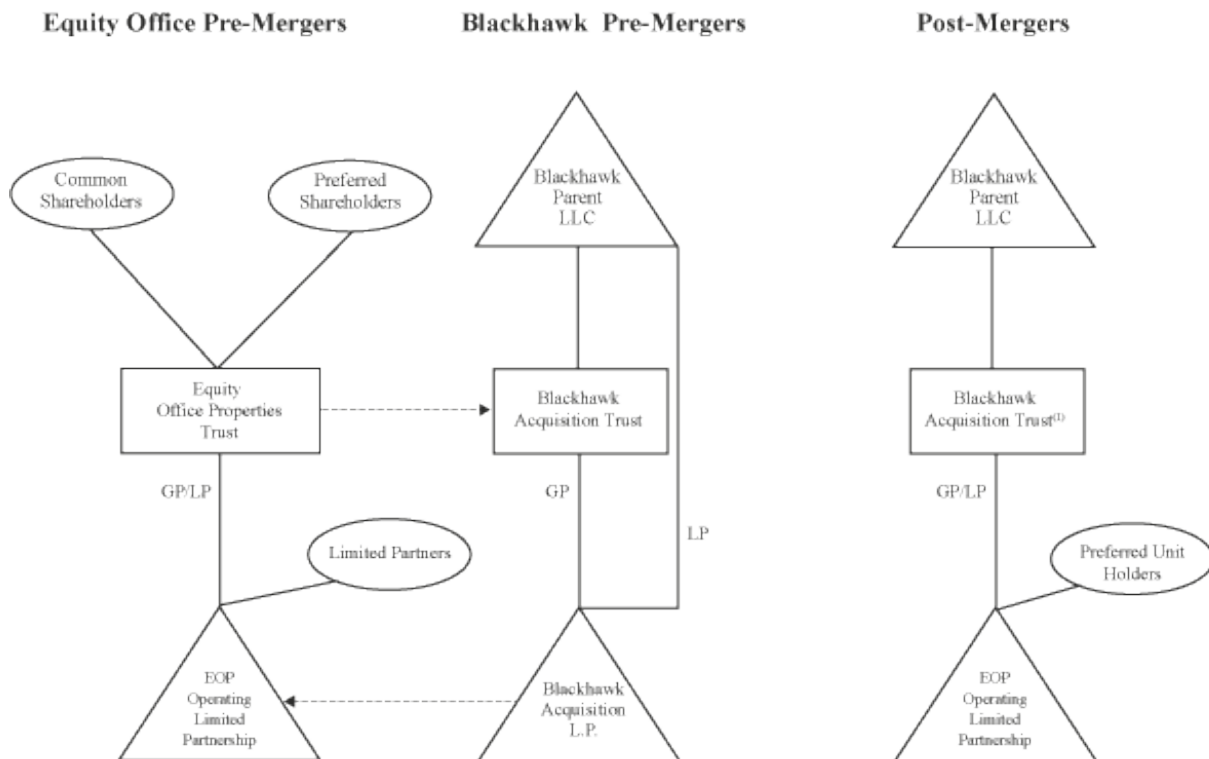 Equity Office Pre-Mergers
Blackhawk Pre-Mergers
Post-Mergers
Common
Shareholders
Preferred
Shareholders
Equity
Office Properties
Trust
GP/LP
Limited Partners
EOP
Operating
Limited
Partnership
Blackhawk
Parent
LLC
Blackhawk
Acquisition Trust
GP
LP
Blackhawk
Acquisition
L.P.
Blackhawk
Parent
LLC
Blackhawk
Acquisition Trust(1)
GP/LP
Preferred Unit
Holders
EOP
Operating
Limited
Partnership